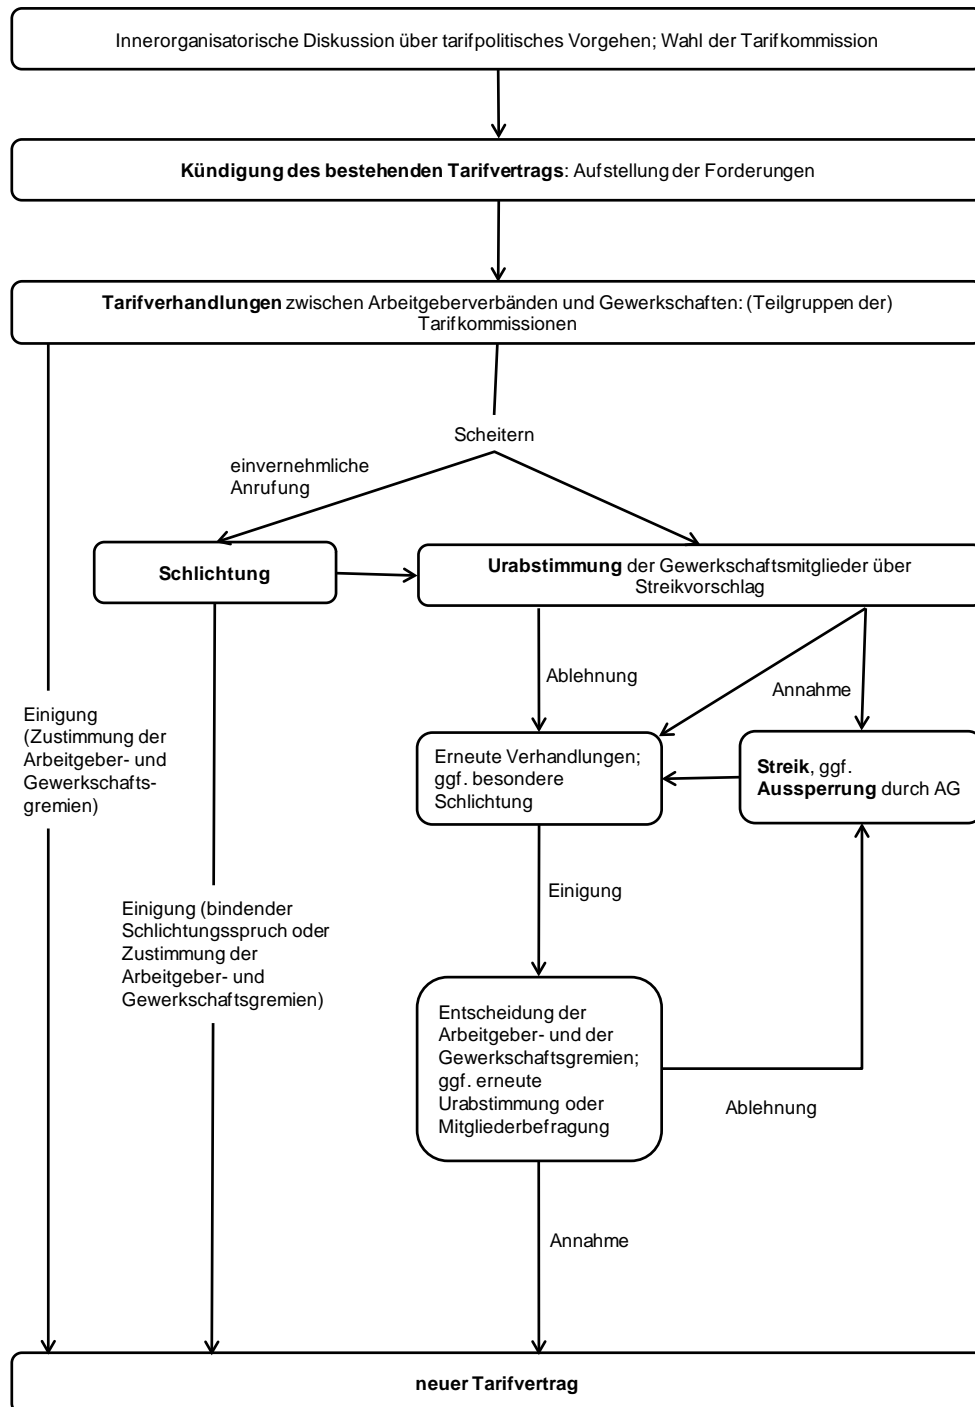 Innerorganisatorische Diskussion über tarifpolitisches Vorgehen; Wahl der Tarifkommission
Kündigung des bestehenden Tarifvertrags: Aufstellung der Forderungen
Tarifverhandlungen zwischen Arbeitgeberverbänden und Gewerkschaften: (Teilgruppen der)
Tarifkommissionen
Scheitern
einvernehmliche
Anrufung
Schlichtung
Urabstimmung der Gewerkschaftsmitglieder über
Streikvorschlag
Ablehnung
Annahme
Einigung
(Zustimmung der
Arbeitgeber- und
Gewerkschafts-
gremien)
Erneute Verhandlungen;
ggf. besondere
Schlichtung
Streik, ggf.
Aussperrung durch AG
Einigung
Einigung (bindender
Schlichtungsspruch oder
Zustimmung der
Arbeitgeber- und
Gewerkschaftsgremien)
Entscheidung der
Arbeitgeber- und der
Gewerkschaftsgremien;
ggf. erneute
Urabstimmung oder
Mitgliederbefragung
Ablehnung
Annahme
neuer Tarifvertrag